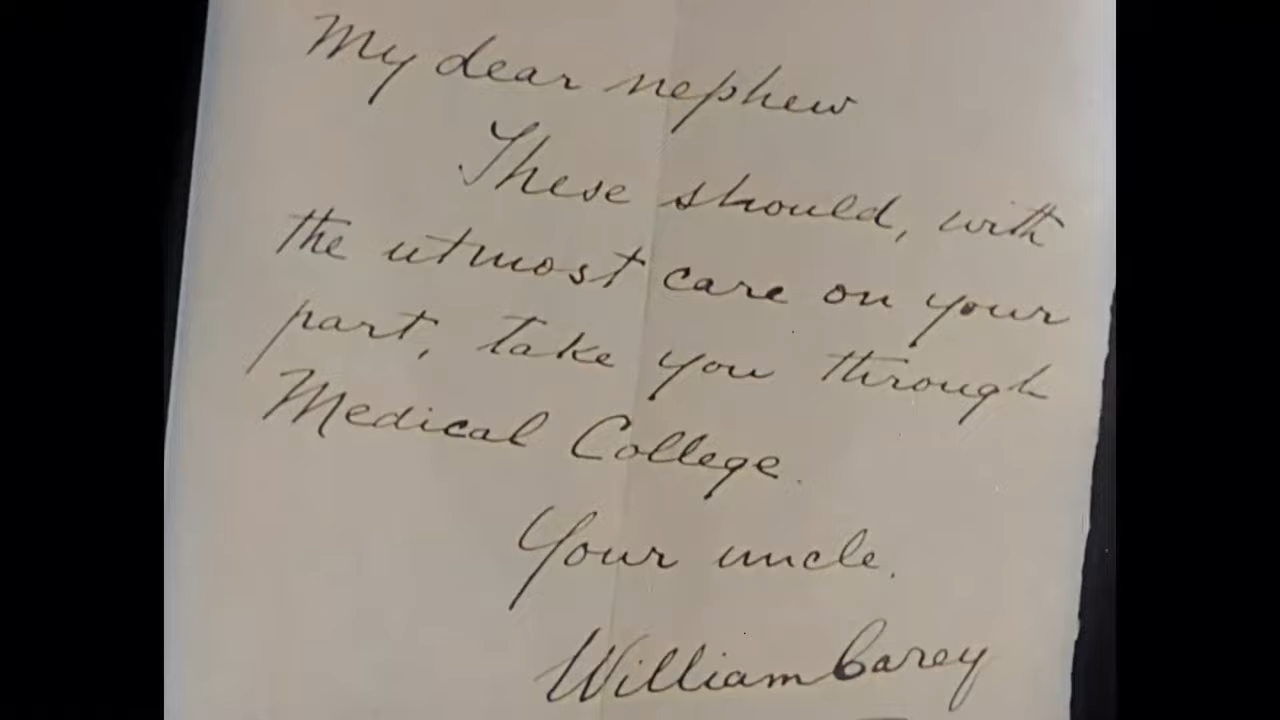 My dear nephew
These should, with
the utmost care on your
part, take you through
Medical College.
Your uncle.
William Carey